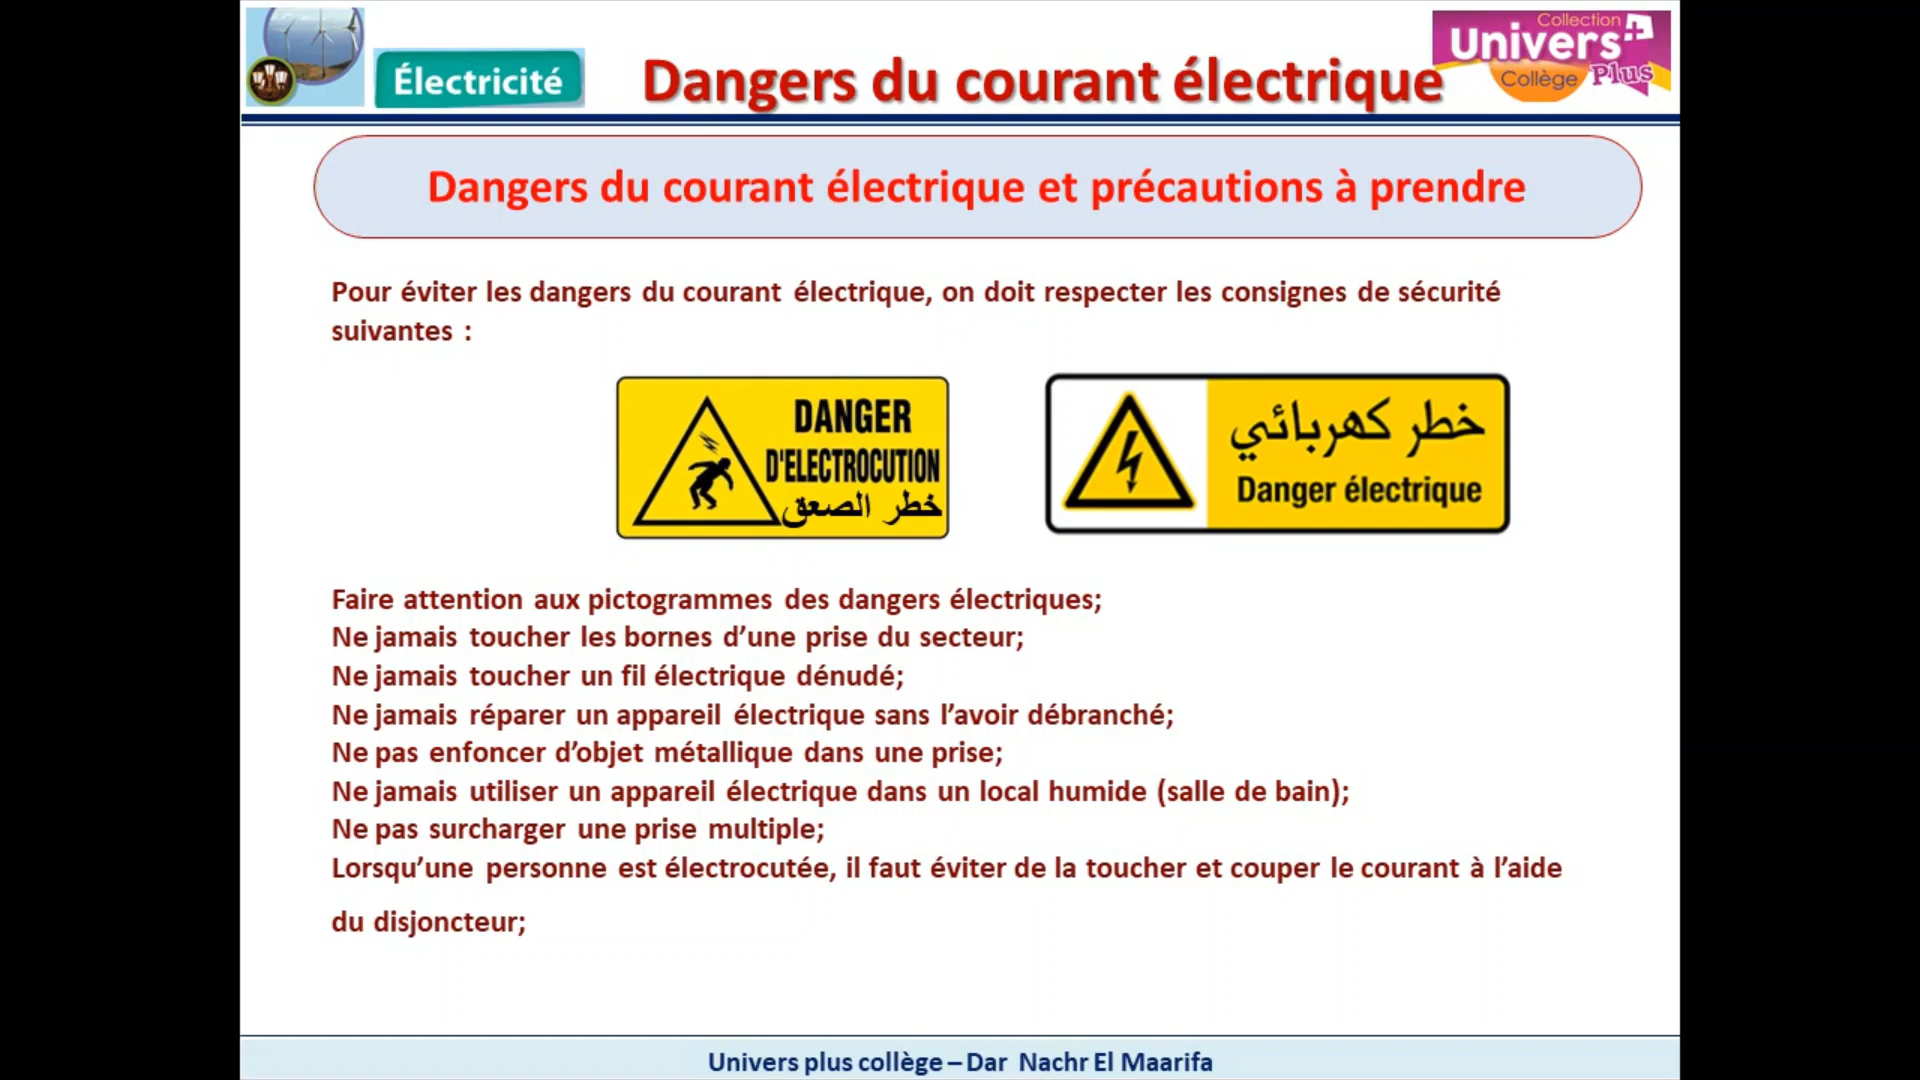 Électricité
Dangers du courant électrique
Collection
Univers+
Collège Plus
Dangers du courant électrique et précautions à prendre
Pour éviter les dangers du courant électrique, on doit respecter les consignes de sécurité
suivantes :
DANGER
D'ELECTROCUTION
خطر الصعق
خطر كهربائي
Danger électrique
Faire attention aux pictogrammes des dangers électriques;
Ne jamais toucher les bornes d’une prise du secteur;
Ne jamais toucher un fil électrique dénudé;
Ne jamais réparer un appareil électrique sans l’avoir débranché;
Ne pas enfoncer d’objet métallique dans une prise;
Ne jamais utiliser un appareil électrique dans un local humide (salle de bain);
Ne pas surcharger une prise multiple;
Lorsqu’une personne est électrocutée, il faut éviter de la toucher et couper le courant à l’aide
du disjoncteur;
Univers plus collège – Dar Nachr El Maarifa